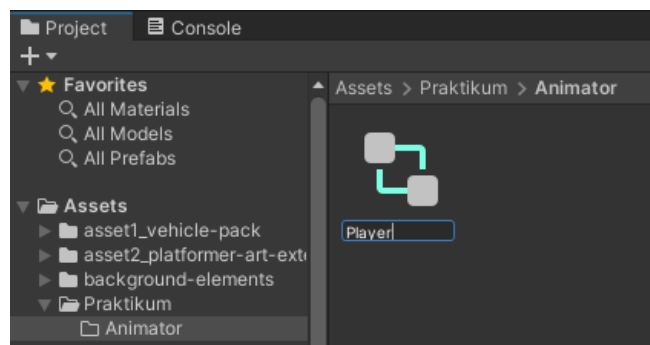 Project Console
Favorites
All Materials
All Models
All Prefabs
Assets
asset1_vehicle-pack
asset2_platformer-art-exte
background-elements
Praktikum
Animator
Assets > Praktikum > Animator
Player